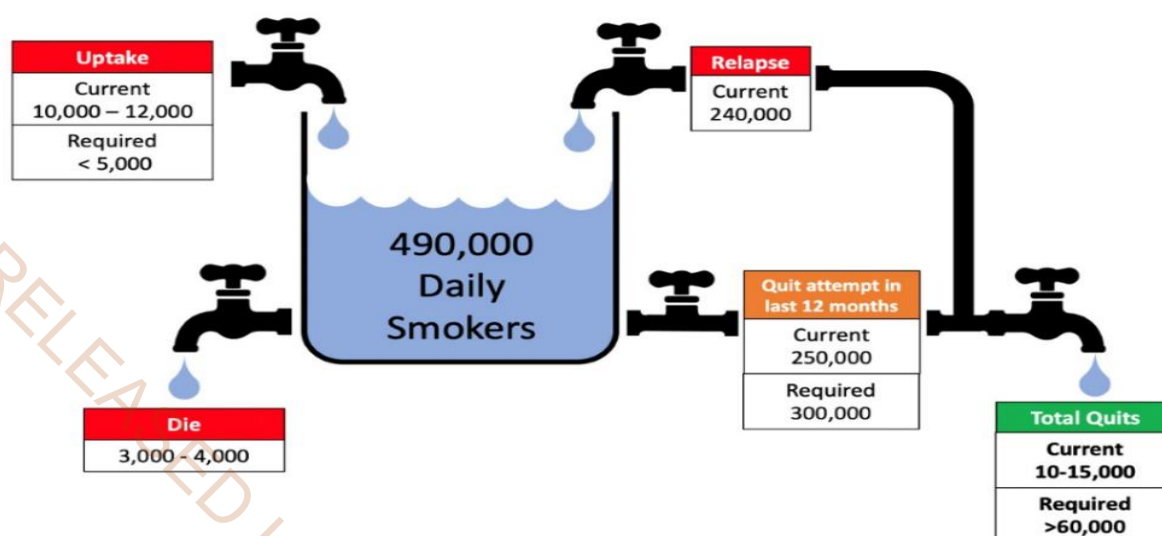 Uptake
Current
10,000 – 12,000
Required
< 5,000
Relapse
Current
240,000
490,000
Daily
Smokers
Quit attempt in
last 12 months
Current
250,000
Required
300,000
Die
3,000 - 4,000
Total Quits
Current
10-15,000
Required
>60,000
RELEASED